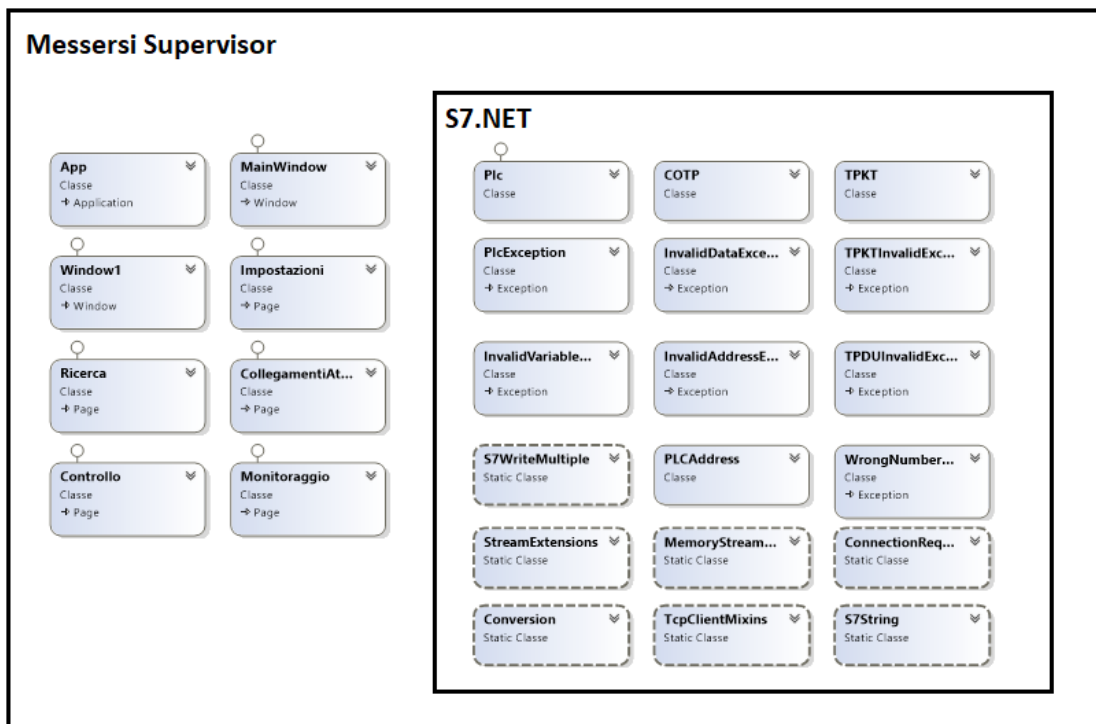 Messersi Supervisor
App
Classe
Application
MainWindow
Classe
Window
Window1
Classe
Window
Impostazioni
Classe
Page
Ricerca
Classe
Page
CollegamentiAt...
Classe
Page
Controllo
Classe
Page
Monitoraggio
Classe
Page
S7.NET
Plc
Classe
COTP
Classe
TPKT
Classe
PlcException
Classe
Exception
InvalidDataExce...
Classe
Exception
TPKTInvalidExc...
Classe
Exception
InvalidVariable...
Classe
Exception
InvalidAddressE...
Classe
Exception
TPDUInvalidExc...
Classe
Exception
S7WriteMultiple
Static Classe
PLCAddress
Classe
WrongNumber...
Classe
Exception
StreamExtensions
Static Classe
MemoryStream...
Static Classe
ConnectionReq...
Static Classe
Conversion
Static Classe
TcpClientMixins
Static Classe
S7String
Static Classe